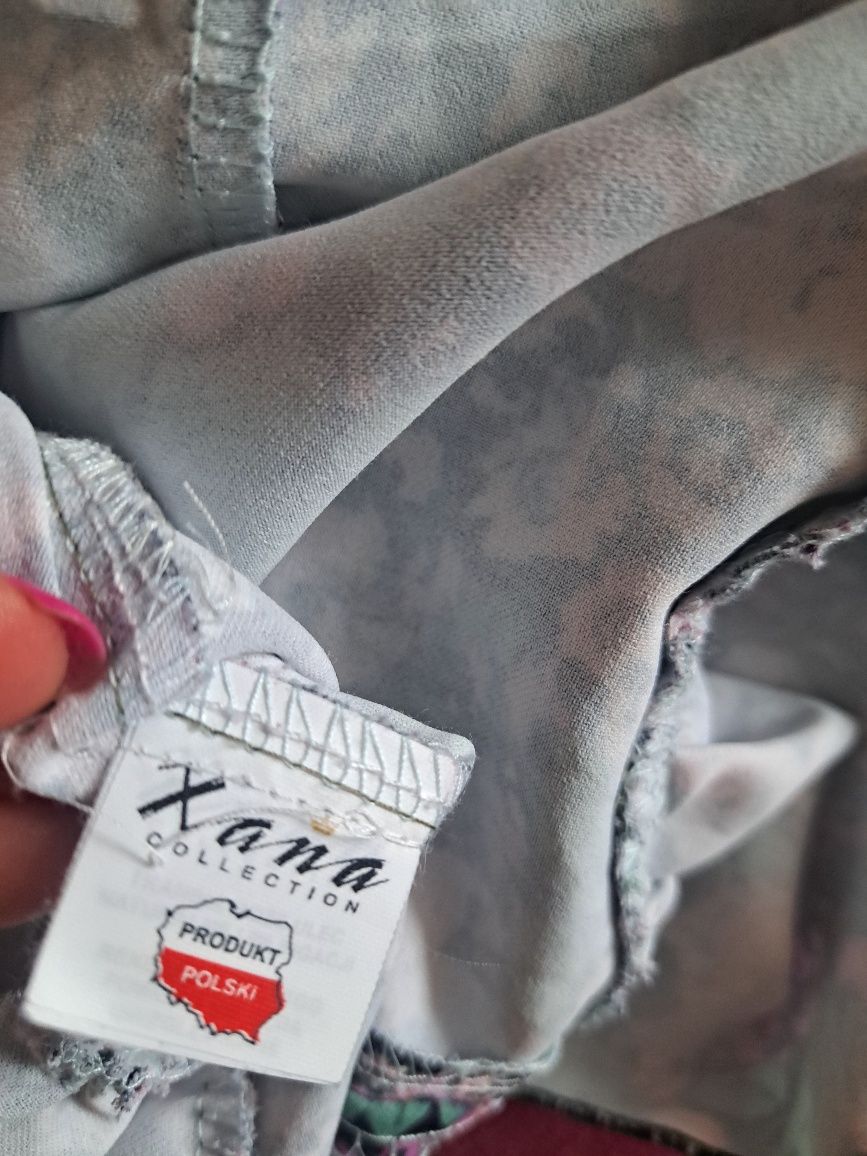 Xana
COLLECTION
PRODUKT
POLSKI